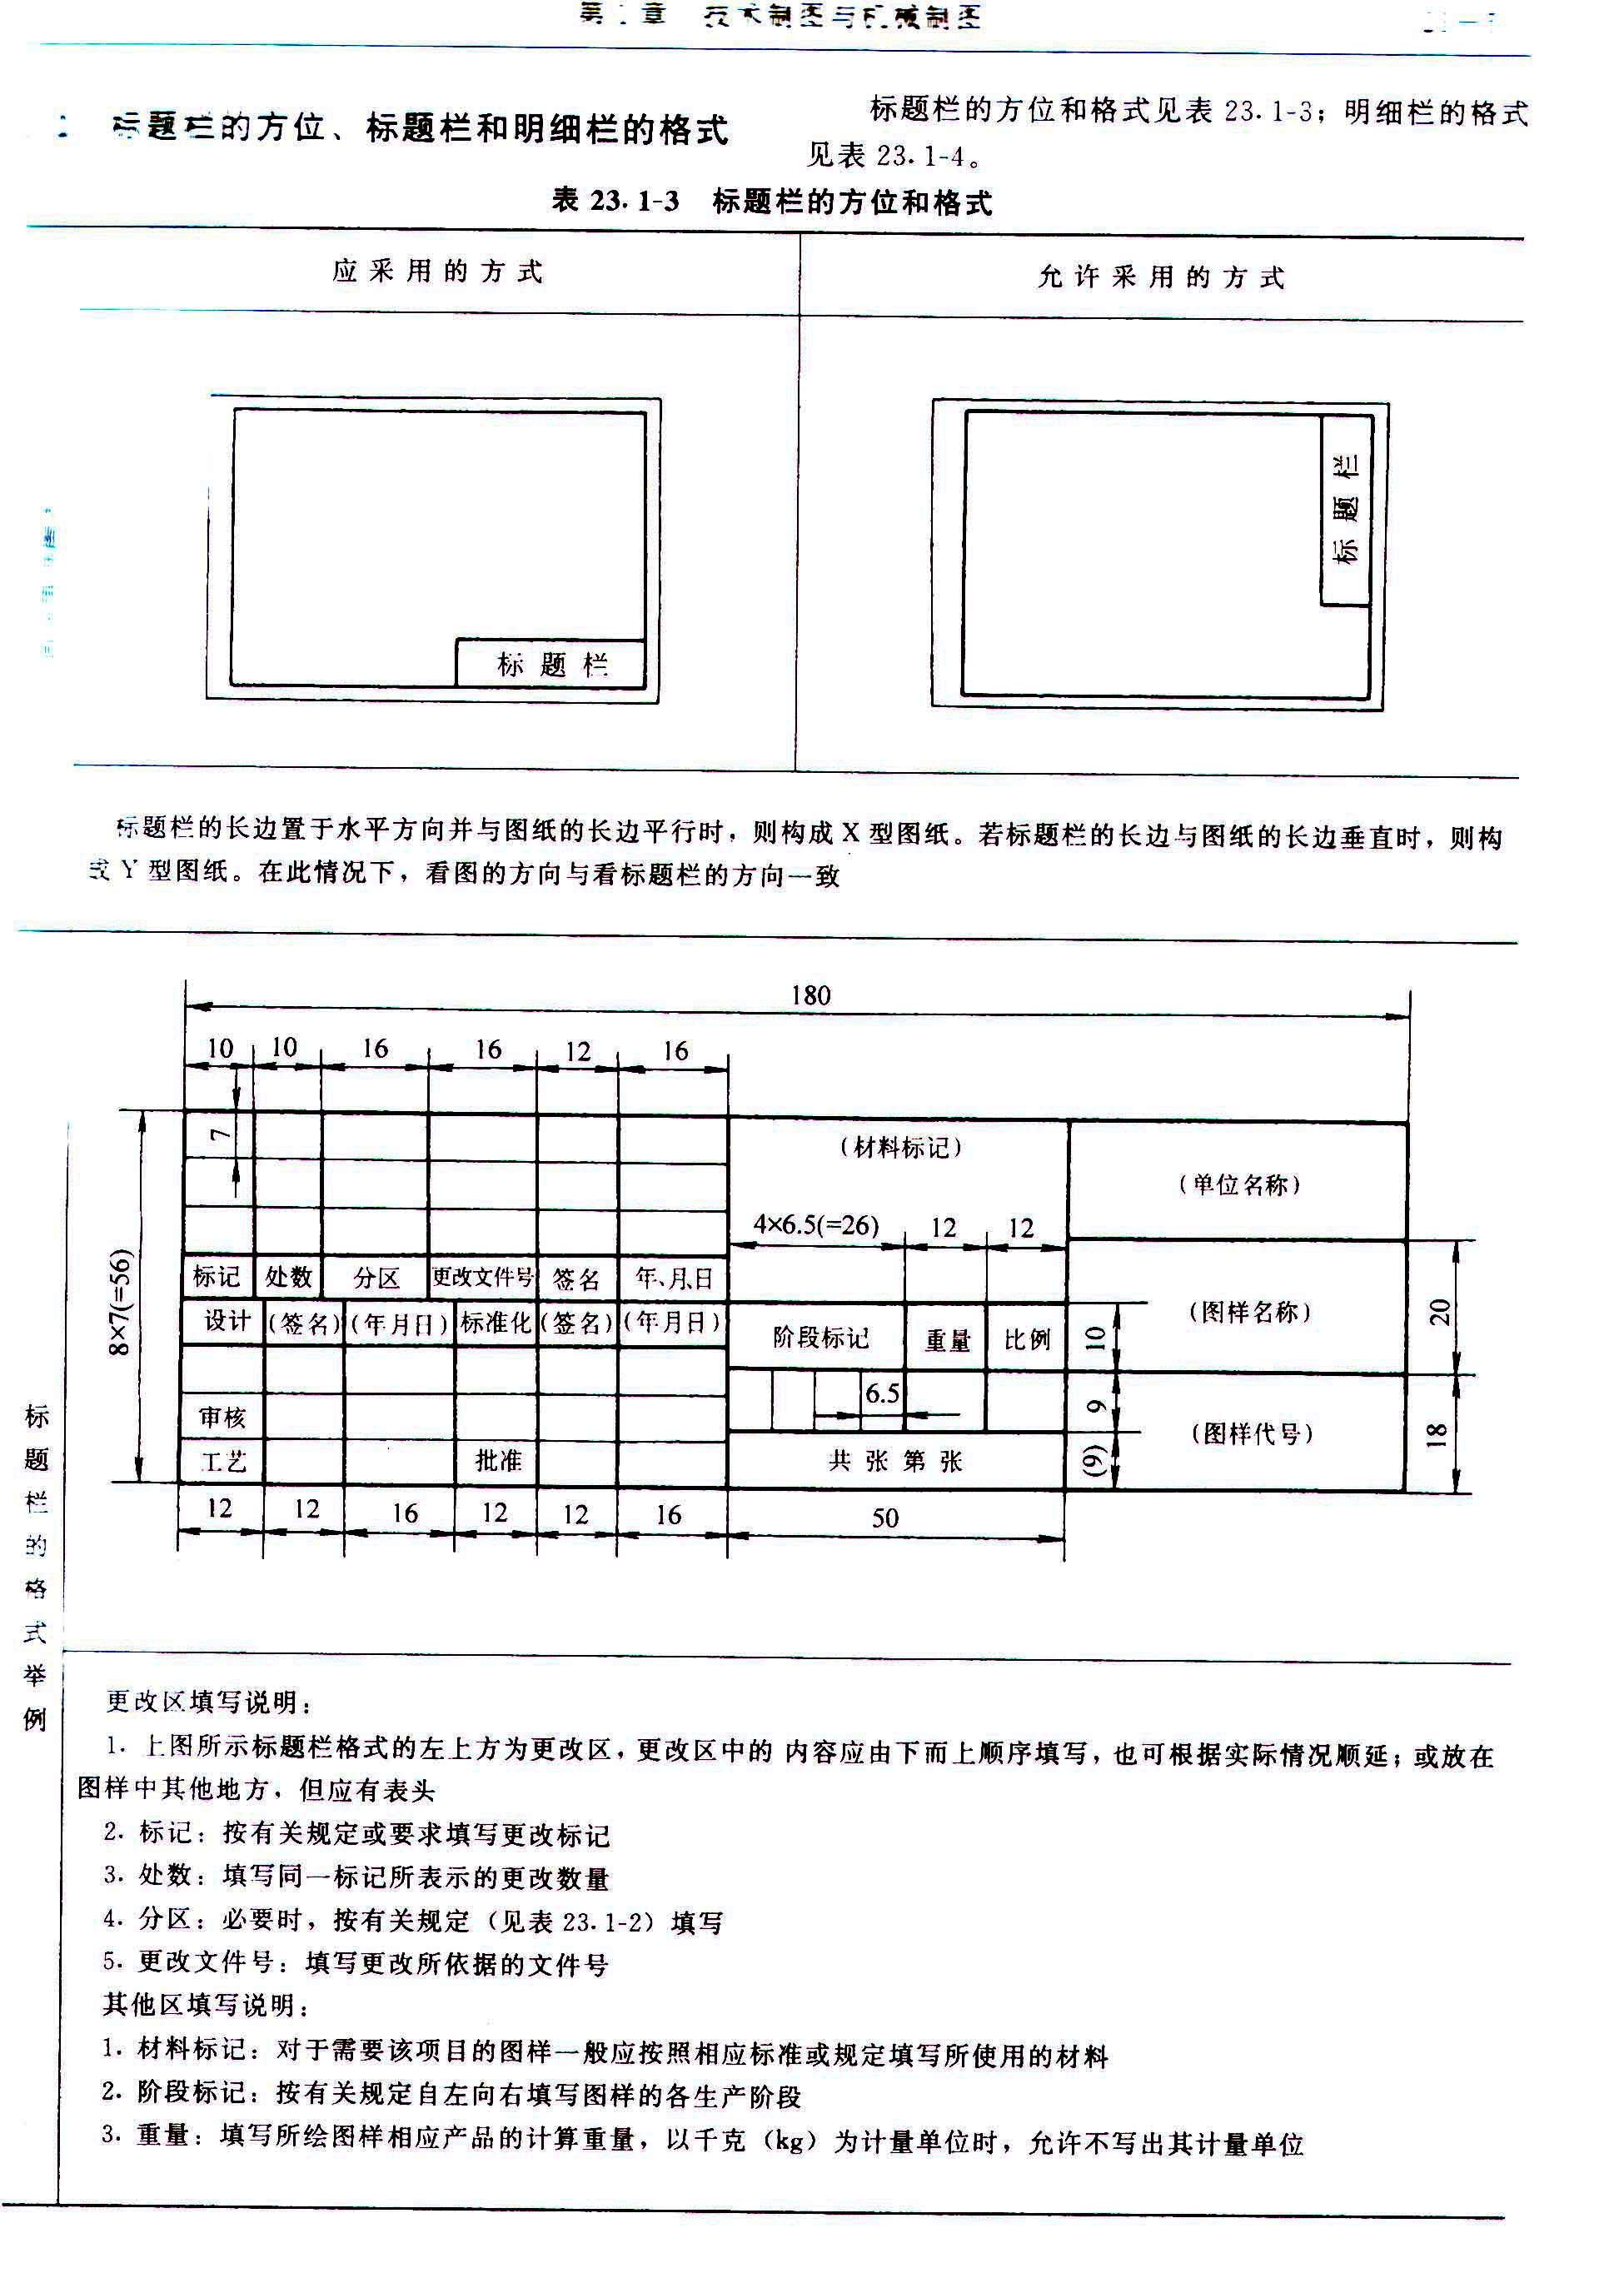 第 章 技术制图与机械制图
标题栏的方位、标题栏和明细栏的格式
标题栏的方位和格式见表 23.1-3；明细栏的格式
见表 23.1-4。
表 23.1-3 标题栏的方位和格式
应采用的方式
允许采用的方式
标题栏
标题栏
标题栏的长边置于水平方向并与图纸的长边平行时，则构成 X 型图纸。若标题栏的长边与图纸的长边垂直时，则构
成 Y 型图纸。在此情况下，看图的方向与看标题栏的方向一致
标题栏的格式举例
180
10 10 16 16 12 16
7
8×7(=56)
(材料标记)
(单位名称)
4×6.5(=26) 12 12
标记 处数 分区 更改文件号 签名 年、月、日
设计 (签名) (年月日) 标准化 (签名) (年月日)
阶段标记 重量 比例
10
(图样名称)
20
6.5
9
审核
工艺 批准
共 张 第 张
(9)
(图样代号)
18
12 12 16 12 12 16 50
更改区填写说明：
1. 上图所示标题栏格式的左上方为更改区，更改区中的 内容应由下而上顺序填写，也可根据实际情况顺延；或放在
图样中其他地方，但应有表头
2. 标记：按有关规定或要求填写更改标记
3. 处数：填写同一标记所表示的更改数量
4. 分区：必要时，按有关规定（见表 23.1-2）填写
5. 更改文件号：填写更改所依据的文件号
其他区填写说明：
1. 材料标记：对于需要该项目的图样一般应按照相应标准或规定填写所使用的材料
2. 阶段标记：按有关规定自左向右填写图样的各生产阶段
3. 重量：填写所绘图样相应产品的计算重量，以千克（kg）为计量单位时，允许不写出其计量单位